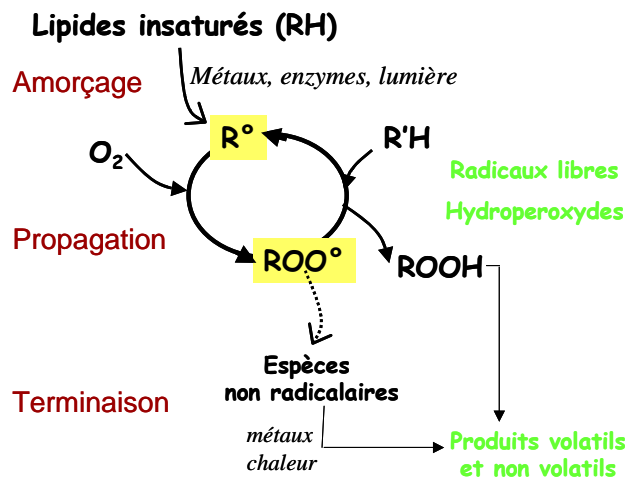 Lipides insaturés (RH)
Amorçage
Métaux, enzymes, lumière
R°
O₂
R'H
Radicaux libres
Hydroperoxydes
Propagation
ROO°
ROOH
Espèces
non radicalaires
Terminaison
métaux
chaleur
Produits volatils
et non volatils